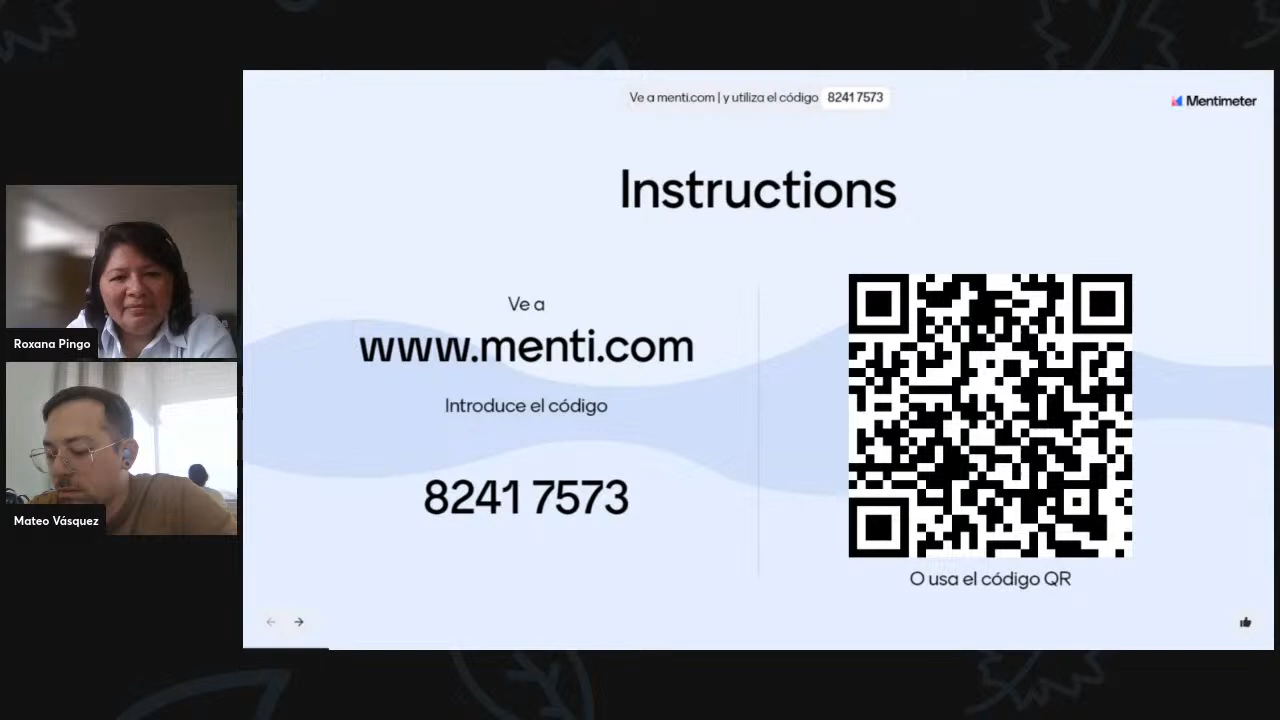 Ve a menti.com | y utiliza el código 8241 7573
Mentimeter
Instructions
Ve a
www.menti.com
Introduce el código
8241 7573
O usa el código QR
Roxana Pingo
Mateo Vásquez